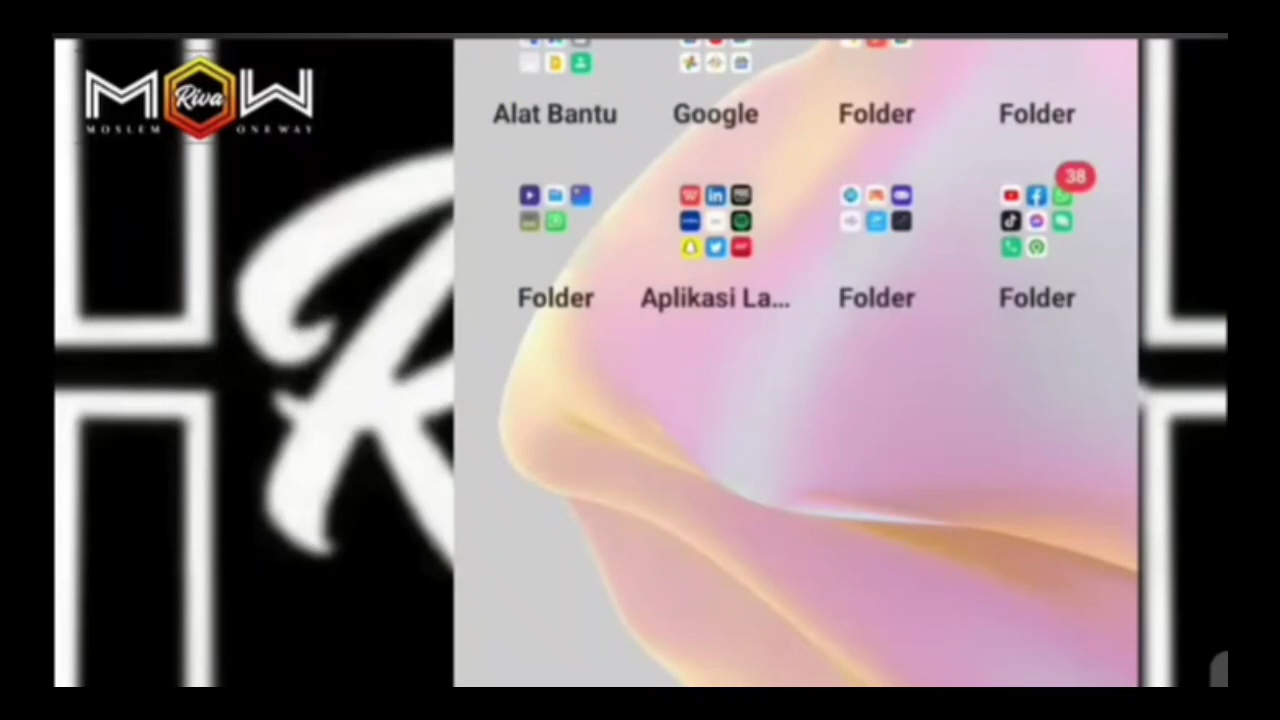 MOW
Riva
MOSLEM ONEWAY
Alat Bantu
Google
Folder
Folder
38
Folder
Aplikasi La...
Folder
Folder